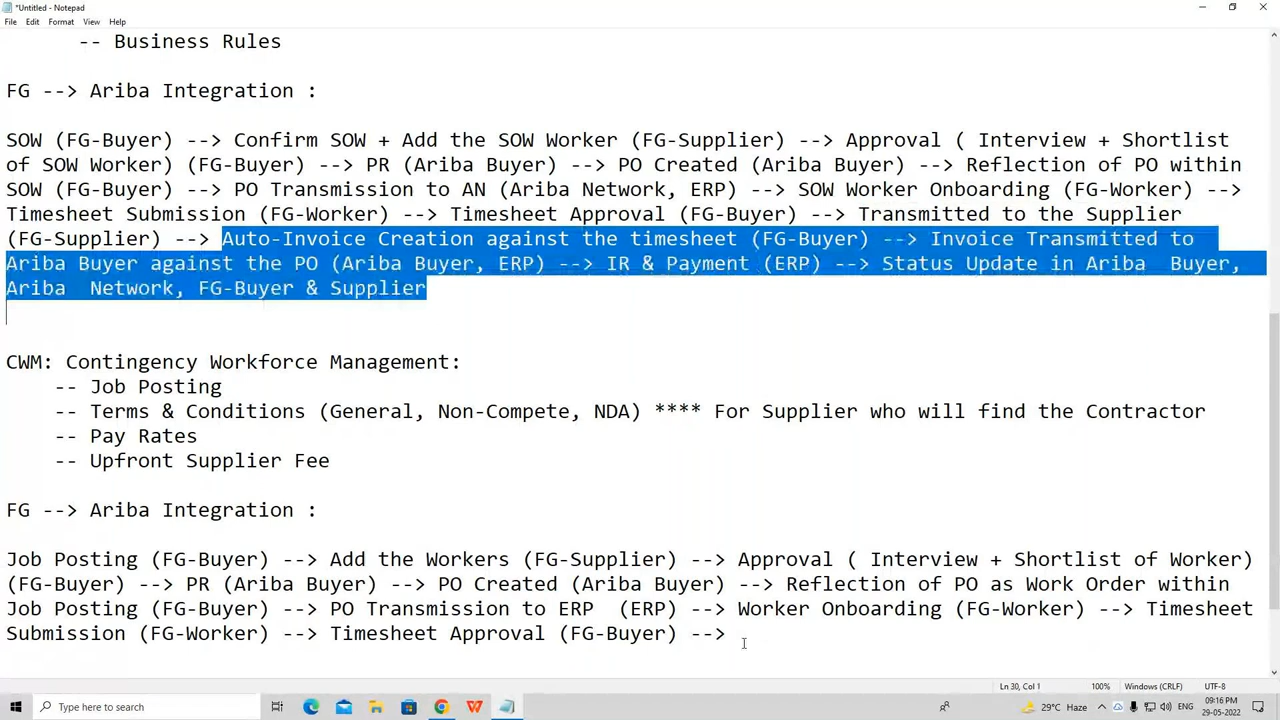 *Untitled - Notepad
File Edit Format View Help
-- Business Rules
FG --> Ariba Integration :
SOW (FG-Buyer) --> Confirm SOW + Add the SOW Worker (FG-Supplier) --> Approval ( Interview + Shortlist
of SOW Worker) (FG-Buyer) --> PR (Ariba Buyer) --> PO Created (Ariba Buyer) --> Reflection of PO within
SOW (FG-Buyer) --> PO Transmission to AN (Ariba Network, ERP) --> SOW Worker Onboarding (FG-Worker) -->
Timesheet Submission (FG-Worker) --> Timesheet Approval (FG-Buyer) --> Transmitted to the Supplier
(FG-Supplier) --> Auto-Invoice Creation against the timesheet (FG-Buyer) --> Invoice Transmitted to
Ariba Buyer against the PO (Ariba Buyer, ERP) --> IR & Payment (ERP) --> Status Update in Ariba  Buyer,
Ariba  Network, FG-Buyer & Supplier
CWM: Contingency Workforce Management:
-- Job Posting
-- Terms & Conditions (General, Non-Compete, NDA) **** For Supplier who will find the Contractor
-- Pay Rates
-- Upfront Supplier Fee
FG --> Ariba Integration :
Job Posting (FG-Buyer) --> Add the Workers (FG-Supplier) --> Approval ( Interview + Shortlist of Worker)
(FG-Buyer) --> PR (Ariba Buyer) --> PO Created (Ariba Buyer) --> Reflection of PO as Work Order within
Job Posting (FG-Buyer) --> PO Transmission to ERP  (ERP) --> Worker Onboarding (FG-Worker) --> Timesheet
Submission (FG-Worker) --> Timesheet Approval (FG-Buyer) -->
Ln 30, Col 1 100% Windows (CRLF) UTF-8
Type here to search 29°C Haze ENG 09:16 PM
29-05-2022